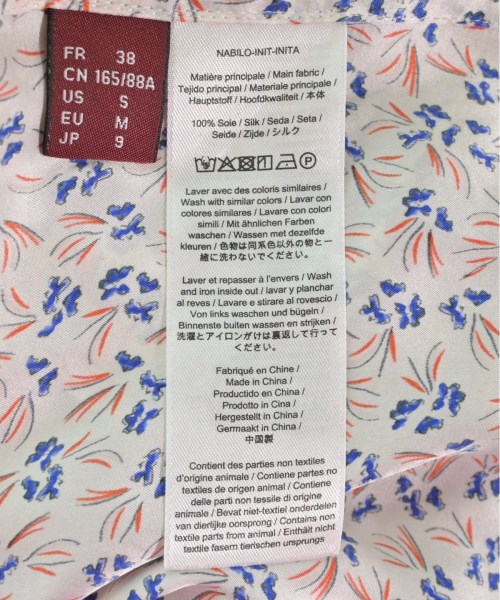 FR 38
CN 165/88A
US S
EU M
JP 9
NABILO-INIT-INITA
Matière principale / Main fabric /
Tejido principal / Materiale principale /
Hauptstoff / Hoofdkwaliteit / 本体
100% Soie / Silk / Seda / Seta /
Seide / Zijde / シルク
Laver avec des coloris similaires /
Wash with similar colors / Lavar con
colores similares / Lavare con colori
simili / Mit ähnlichen Farben
waschen / Wassen met dezelfde
kleuren / 色物は同系色以外の物と一
緒に洗わないでください。
Laver et repasser à l'envers / Wash
and iron inside out / lavar y planchar
al reves / Lavare e stirare al rovescio /
Von links waschen und bügeln /
Binnenste buiten wassen en strijken /
洗濯とアイロンがけは裏返して行って
ください。
Fabriqué en Chine /
Made in China /
Productido en China /
Prodotto in Cina /
Hergestellt in China /
Germaakt in China /
中国製
Contient des parties non textiles
d'origine animale / Contiene partes no
textiles de origen animal / Contiene
delle parti non tessile di origine
animale / Bevat niet-textiel onderdelen
van dierlijke oorsprong / Contains non
textile parts from animal / Enthält nicht
textile fasern tierischen ursprungs